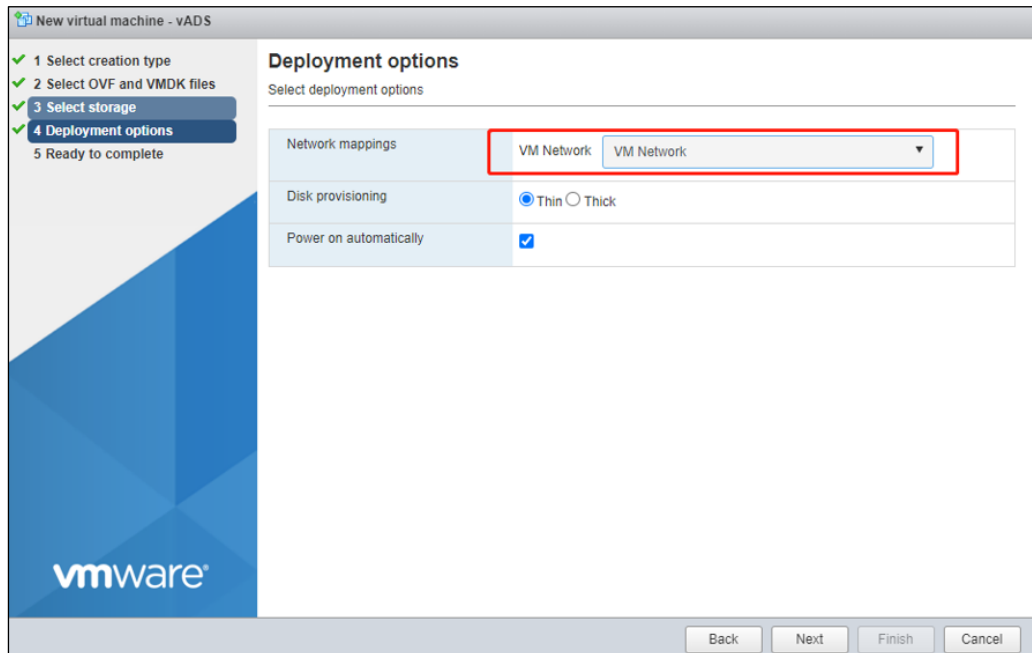 New virtual machine - vADS
1 Select creation type
2 Select OVF and VMDK files
3 Select storage
4 Deployment options
5 Ready to complete
Deployment options
Select deployment options
Network mappings
VM Network VM Network
Disk provisioning
Thin Thick
Power on automatically
vmware®
Back Next Finish Cancel